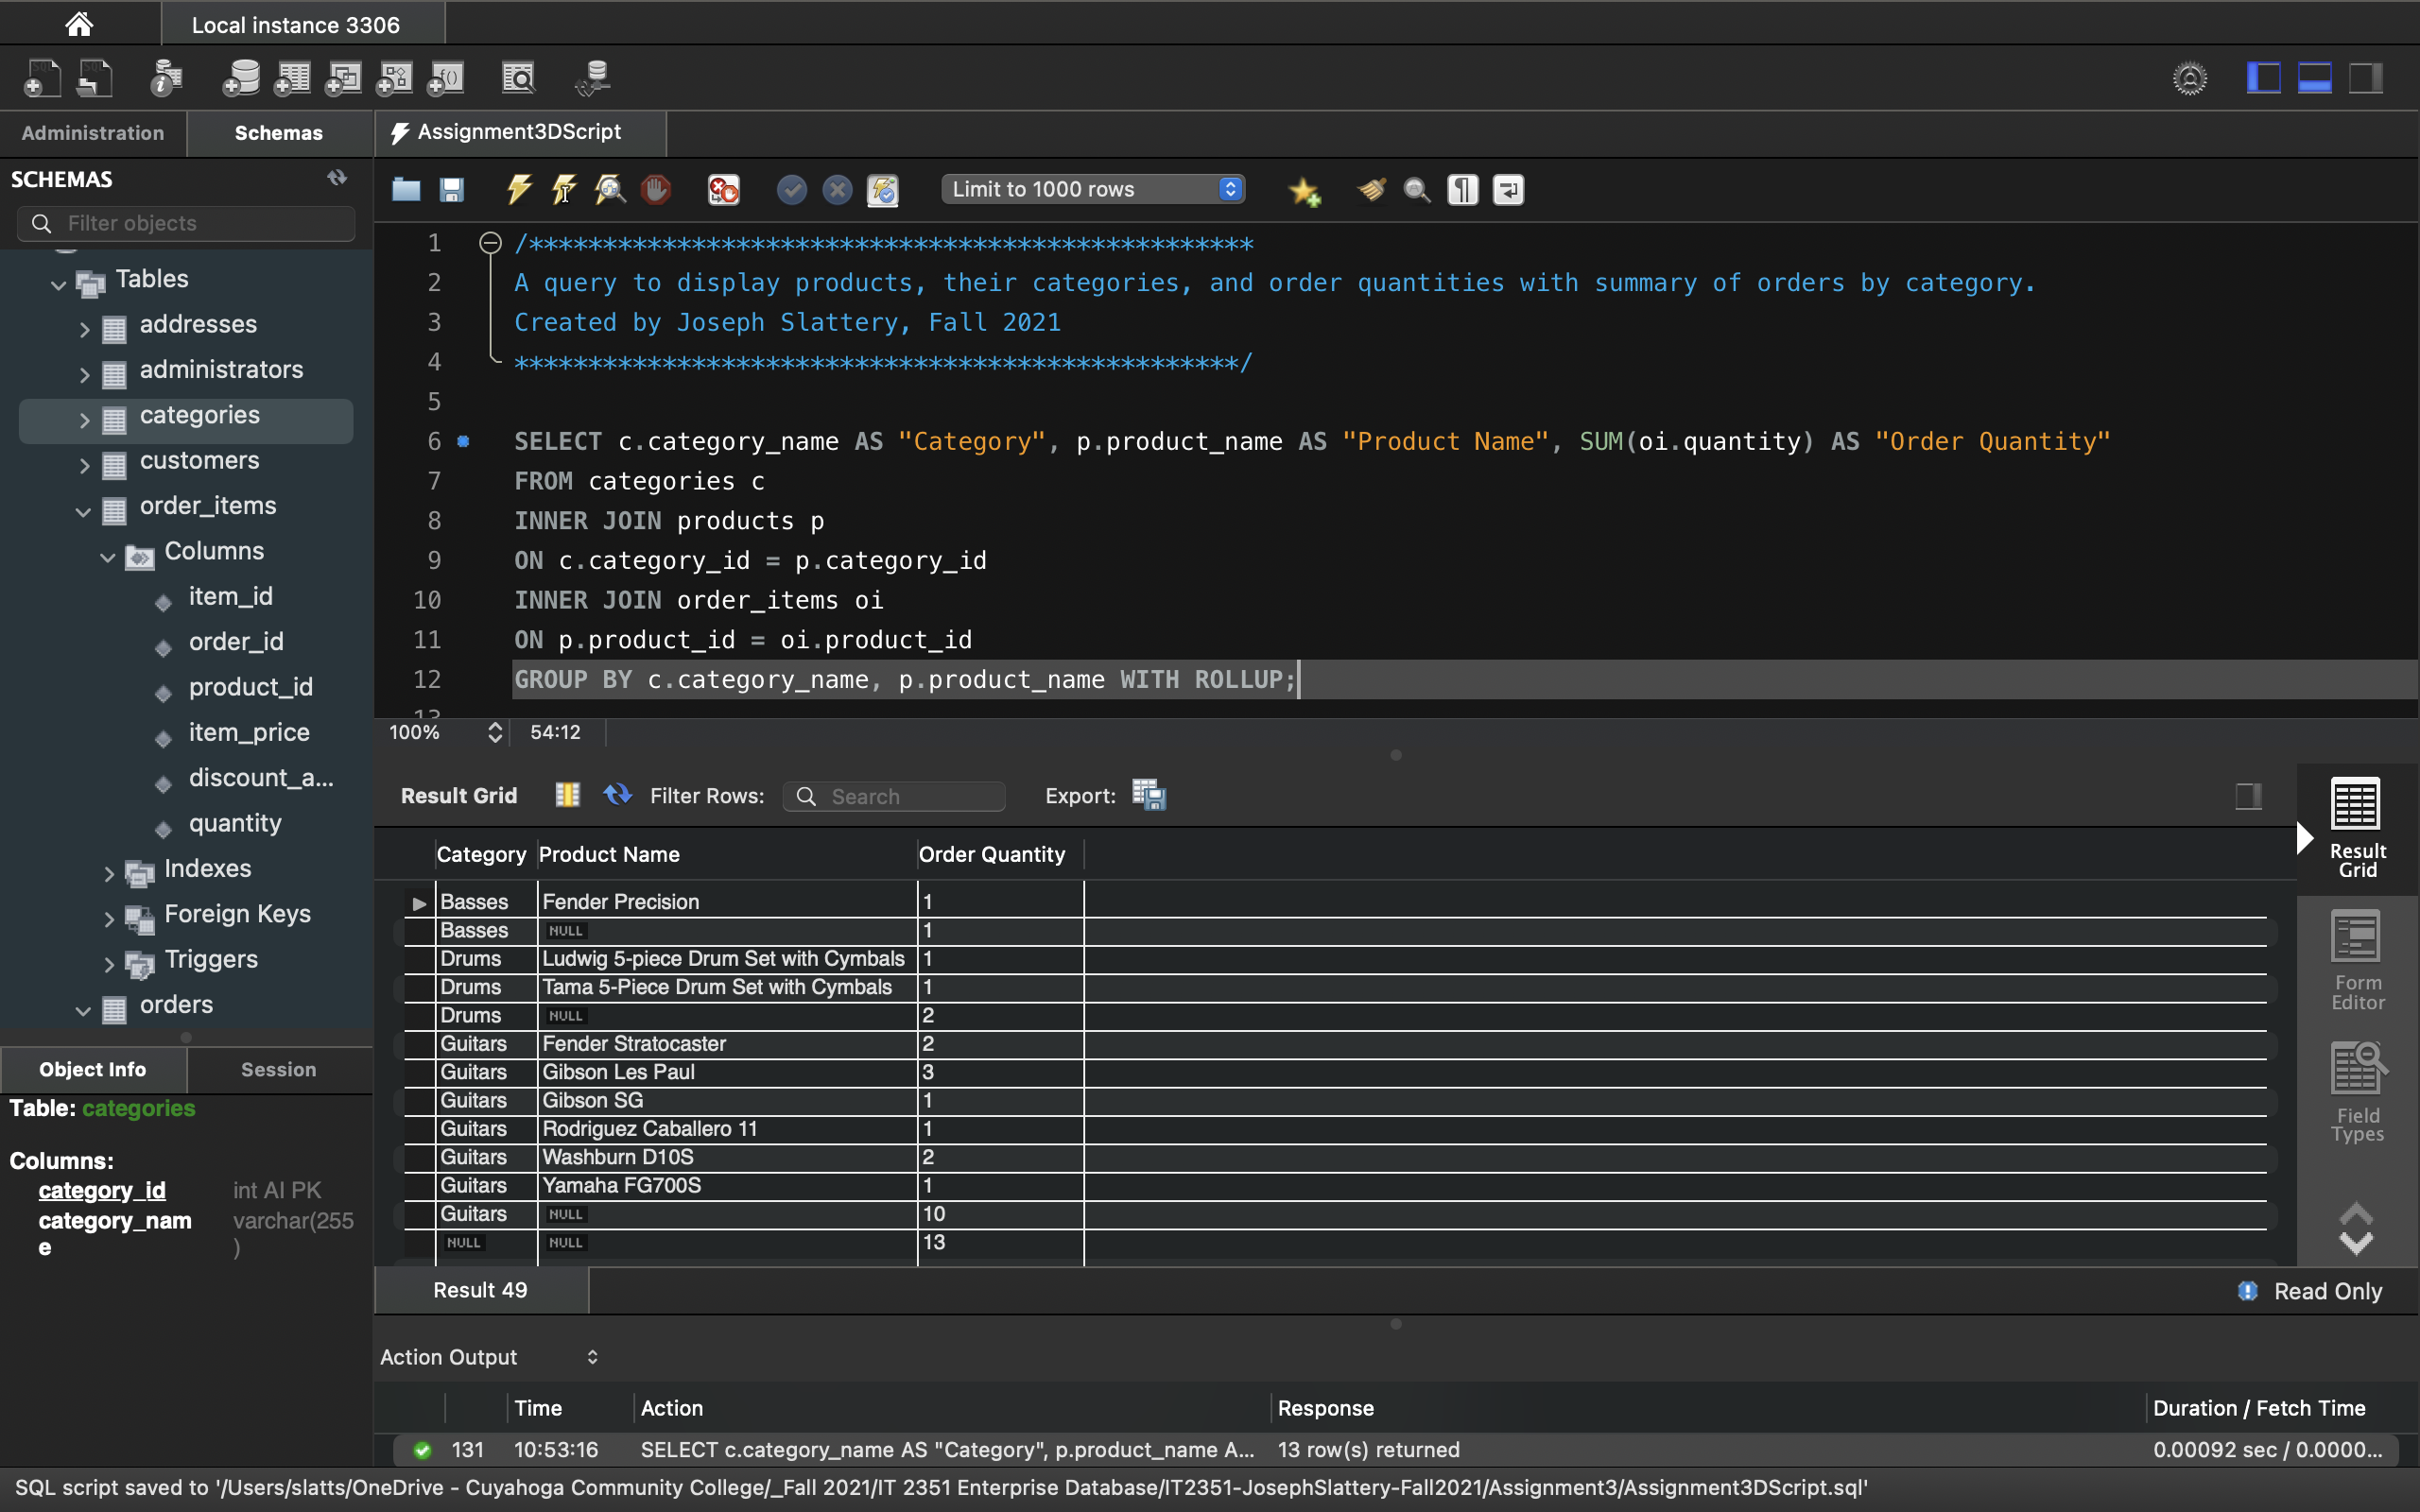 Local instance 3306
Administration
Schemas
Assignment3DScript
SCHEMAS
Filter objects
Tables
addresses
administrators
categories
customers
order_items
Columns
item_id
order_id
product_id
item_price
discount_a...
quantity
Indexes
Foreign Keys
Triggers
orders
Object Info
Session
Table: categories
Columns:
category_id int AI PK
category_nam varchar(255
e )
Limit to 1000 rows
1 /*************************************************
2 A query to display products, their categories, and order quantities with summary of orders by category.
3 Created by Joseph Slattery, Fall 2021
4 *************************************************/
5
6 SELECT c.category_name AS "Category", p.product_name AS "Product Name", SUM(oi.quantity) AS "Order Quantity"
7 FROM categories c
8 INNER JOIN products p
9 ON c.category_id = p.category_id
10 INNER JOIN order_items oi
11 ON p.product_id = oi.product_id
12 GROUP BY c.category_name, p.product_name WITH ROLLUP;
13
100% 54:12
Result Grid Filter Rows: Search Export:
Category Product Name Order Quantity
Basses Fender Precision 1
Basses NULL 1
Drums Ludwig 5-piece Drum Set with Cymbals 1
Drums Tama 5-Piece Drum Set with Cymbals 1
Drums NULL 2
Guitars Fender Stratocaster 2
Guitars Gibson Les Paul 3
Guitars Gibson SG 1
Guitars Rodriguez Caballero 11 1
Guitars Washburn D10S 2
Guitars Yamaha FG700S 1
Guitars NULL 10
NULL NULL 13
Result
Grid
Form
Editor
Field
Types
Result 49
Read Only
Action Output
Time Action Response Duration / Fetch Time
131 10:53:16 SELECT c.category_name AS "Category", p.product_name A... 13 row(s) returned 0.00092 sec / 0.0000...
SQL script saved to '/Users/slatts/OneDrive - Cuyahoga Community College/_Fall 2021/IT 2351 Enterprise Database/IT2351-JosephSlattery-Fall2021/Assignment3/Assignment3DScript.sql'